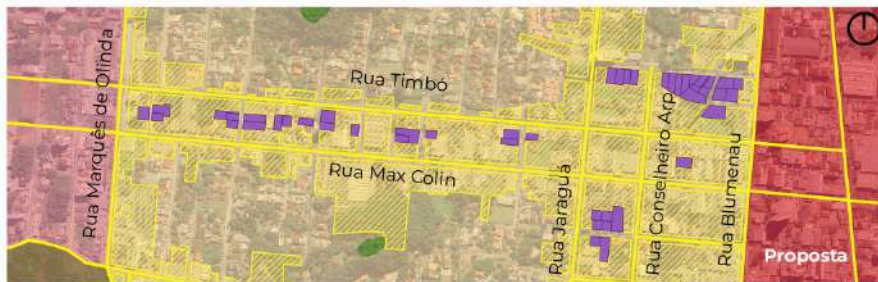 Rua Marquês de Olinda
Rua Timbó
Rua Max Colin
Rua Jaraguá
Rua Conselheiro Arp
Rua Blumenau
Proposta